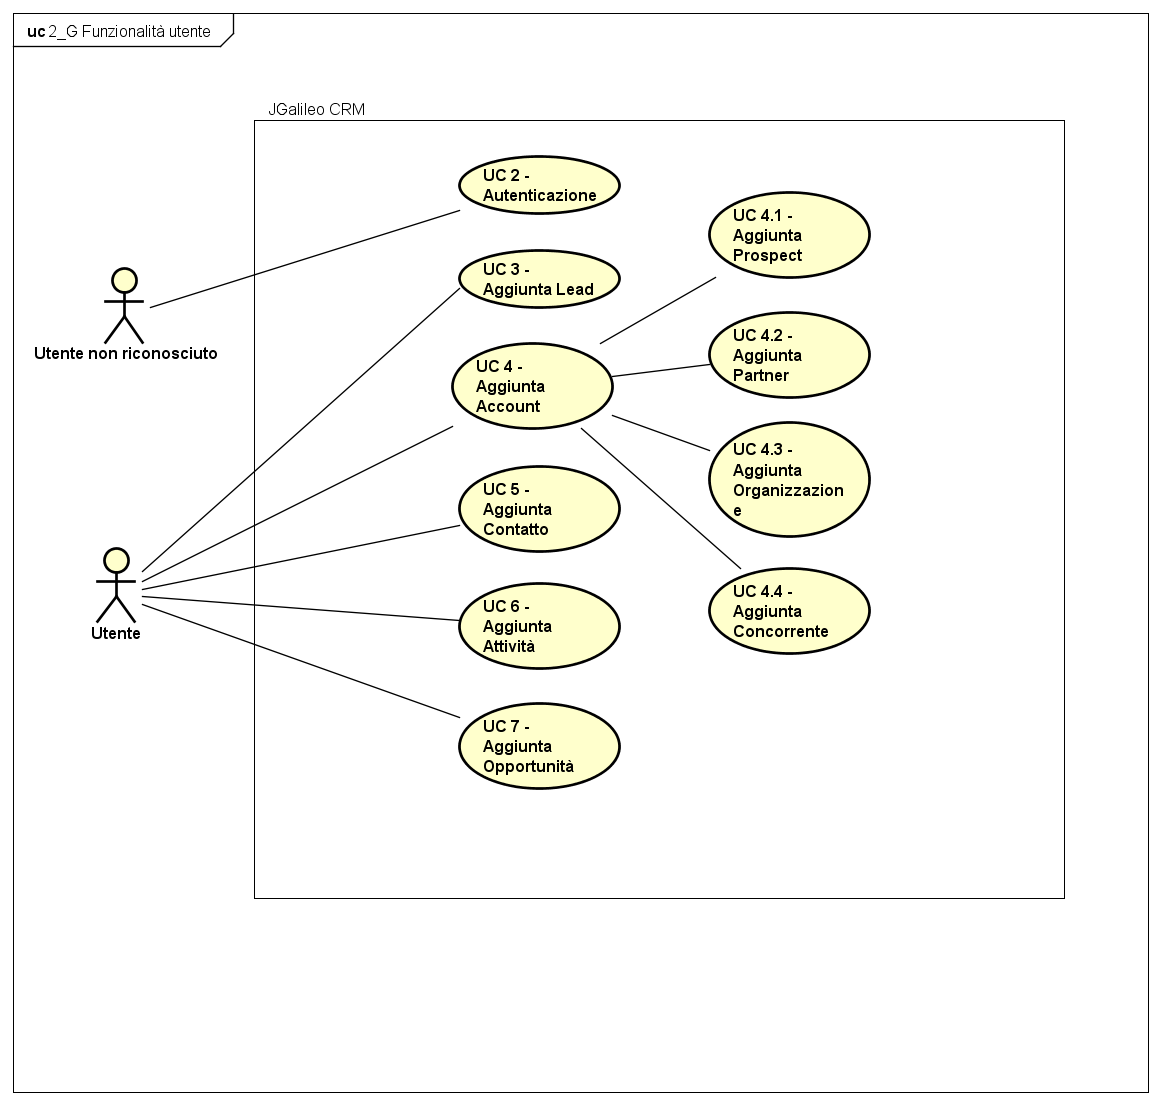 uc 2_G Funzionalità utente
JGalileo CRM
UC 2 -
Autenticazione
UC 3 -
Aggiunta Lead
UC 4 -
Aggiunta
Account
UC 5 -
Aggiunta
Contatto
UC 6 -
Aggiunta
Attività
UC 7 -
Aggiunta
Opportunità
UC 4.1 -
Aggiunta
Prospect
UC 4.2 -
Aggiunta
Partner
UC 4.3 -
Aggiunta
Organizzazion
e
UC 4.4 -
Aggiunta
Concorrente
Utente non riconosciuto
Utente